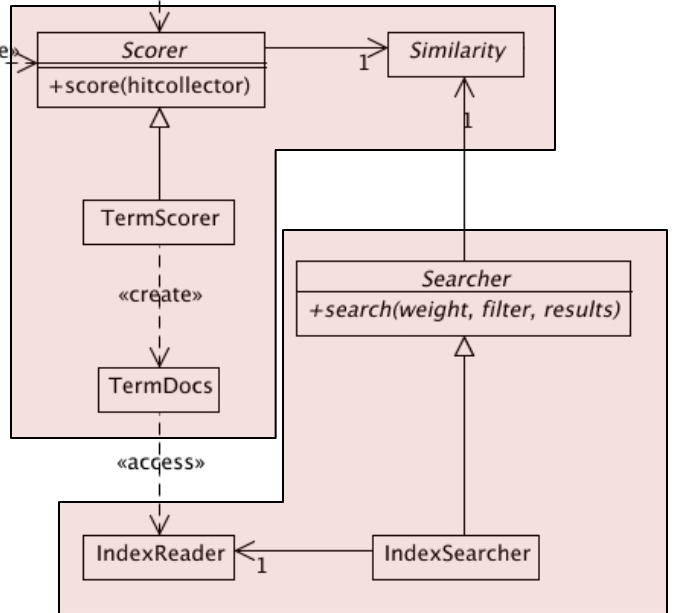 e»
Scorer
Similarity
1
+score(hitcollector)
1
TermScorer
Searcher
«create»
+search(weight, filter, results)
TermDocs
«access»
IndexReader
IndexSearcher
1